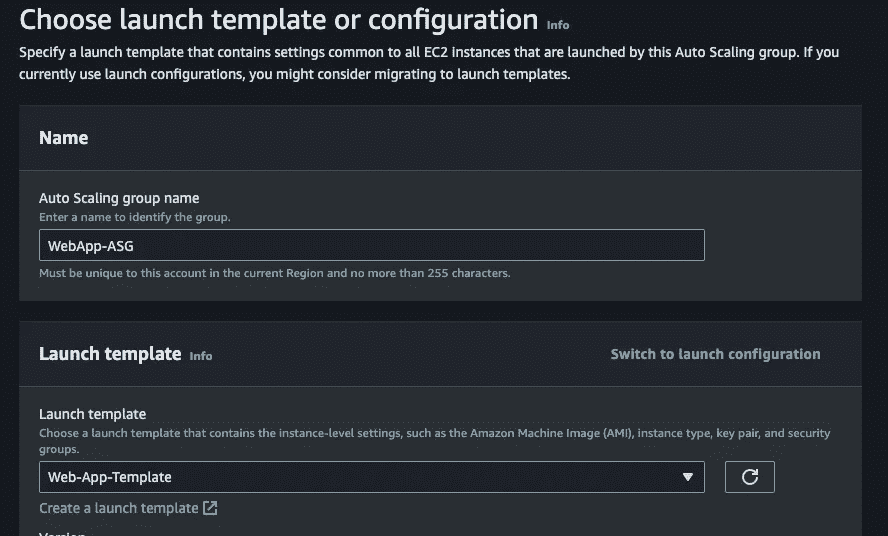 Choose launch template or configuration Info
Specify a launch template that contains settings common to all EC2 instances that are launched by this Auto Scaling group. If you
currently use launch configurations, you might consider migrating to launch templates.
Name
Auto Scaling group name
Enter a name to identify the group.
WebApp-ASG
Must be unique to this account in the current Region and no more than 255 characters.
Launch template Info
Switch to launch configuration
Launch template
Choose a launch template that contains the instance-level settings, such as the Amazon Machine Image (AMI), instance type, key pair, and security
groups.
Web-App-Template
Create a launch template
Version